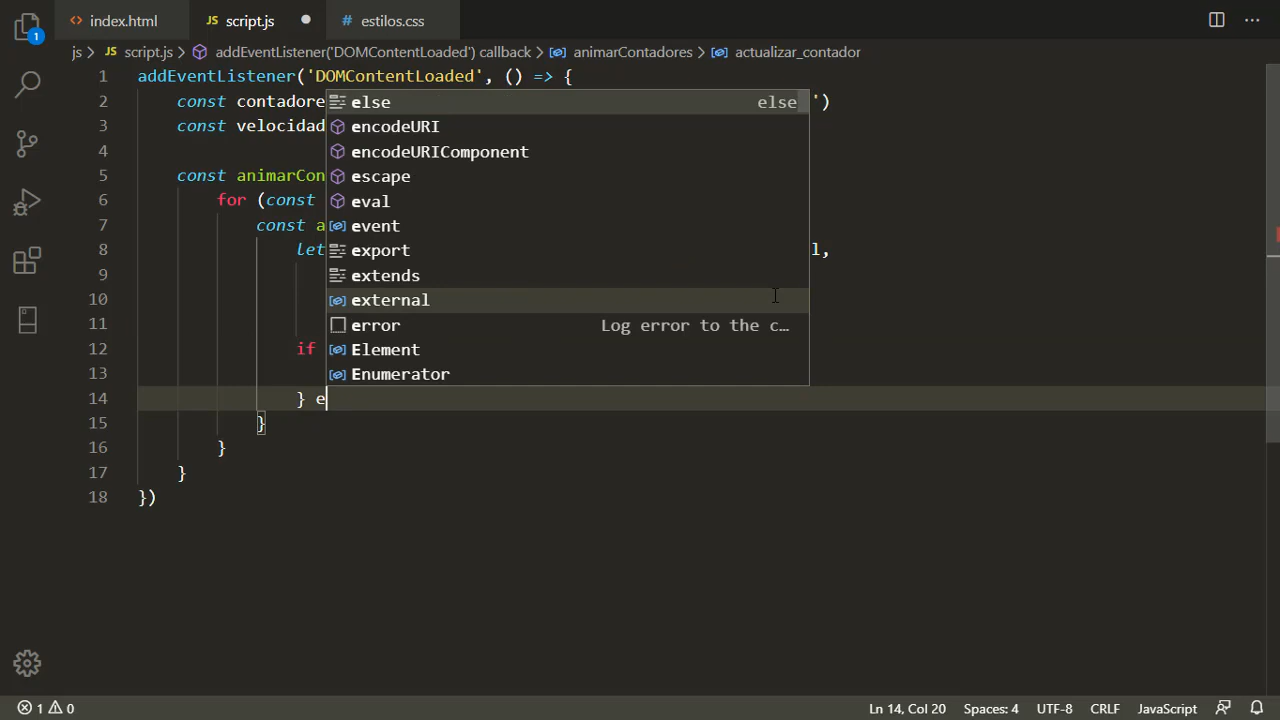 index.html
JS script.js
# estilos.css
js > JS script.js > addEventListener('DOMContentLoaded') callback > animarContadores > actualizar_contador
1 addEventListener('DOMContentLoaded', () => {
2 const contadore ')
3 const velocidad
4
5 const animarCon
6 for (const
7 const a
8 let l,
9
10
11
12 if
13
14 } e
15 }
16 }
17 }
18 })
else else
encodeURI
encodeURIComponent
escape
eval
event
export
extends
external
error Log error to the c…
Element
Enumerator
1
1 0
Ln 14, Col 20
Spaces: 4
UTF-8
CRLF
JavaScript